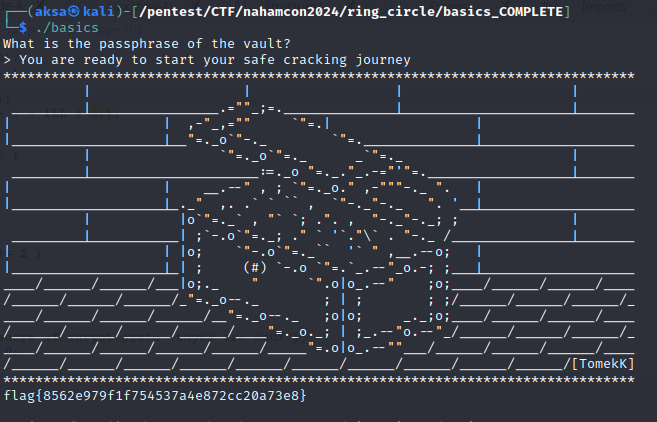 (aksa㉿kali)-[/pentest/CTF/nahamcon2024/ring_circle/basics_COMPLETE]
$ ./basics
What is the passphrase of the vault?
> You are ready to start your safe cracking journey
[TomekK]
flag{8562e979f1f754537a4e872cc20a73e8}